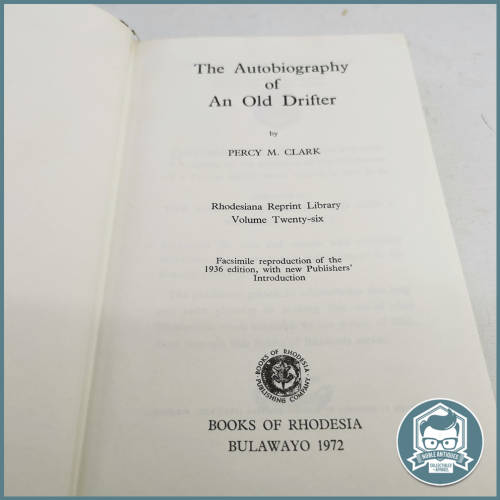 The Autobiography
of
An Old Drifter
by
PERCY M. CLARK
Rhodesiana Reprint Library
Volume Twenty-six
Facsimile reproduction of the
1936 edition, with new Publishers'
Introduction
BOOKS OF RHODESIA
PUBLISHING COMPANY
BOOKS OF RHODESIA
BULAWAYO 1972
NOBLE ANTIQUES
COLLECTABLES